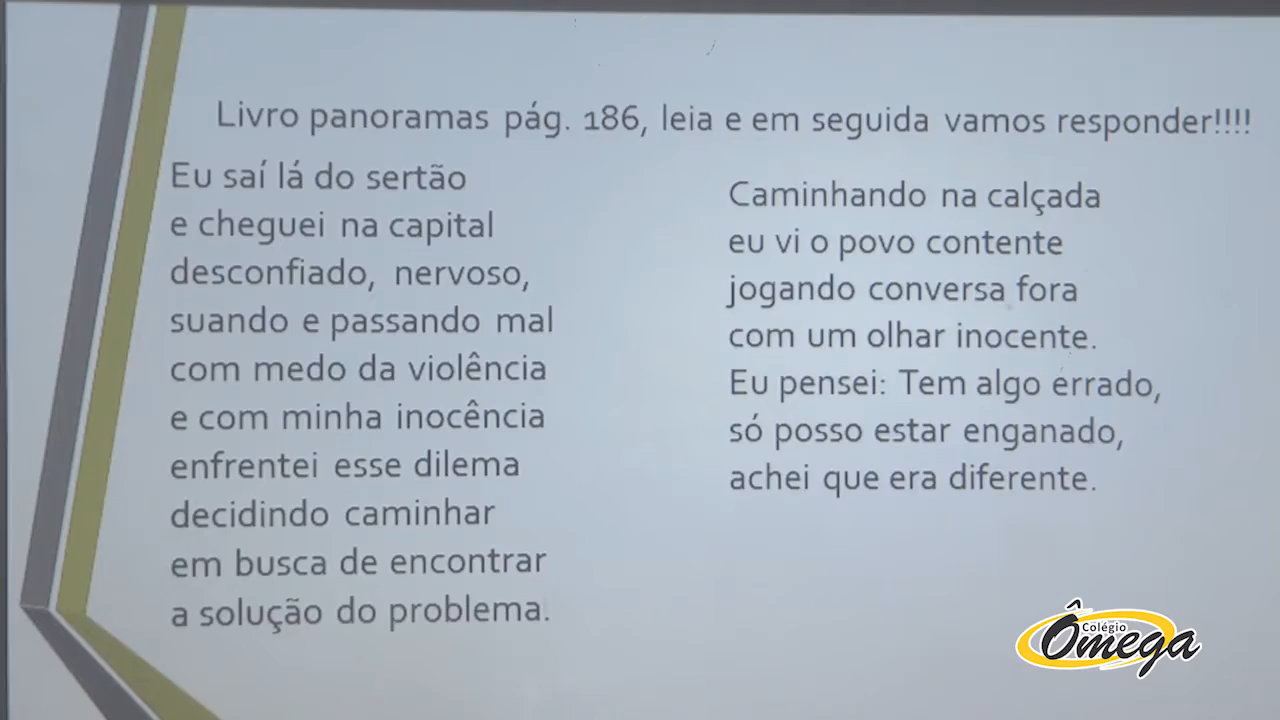 Livro panoramas pág. 186, leia e em seguida vamos responder!!!!
Eu saí lá do sertão
e cheguei na capital
desconfiado, nervoso,
suando e passando mal
com medo da violência
e com minha inocência
enfrentei esse dilema
decidindo caminhar
em busca de encontrar
a solução do problema.
Caminhando na calçada
eu vi o povo contente
jogando conversa fora
com um olhar inocente.
Eu pensei: Tem algo errado,
só posso estar enganado,
achei que era diferente.
Colégio
Ômega